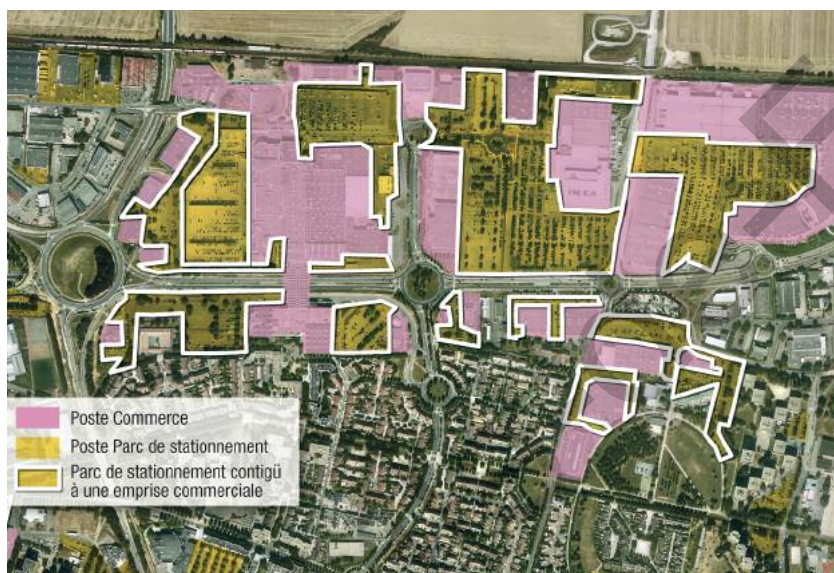 IKEA
Poste Commerce
Poste Parc de stationnement
Parc de stationnement contigü
à une emprise commerciale